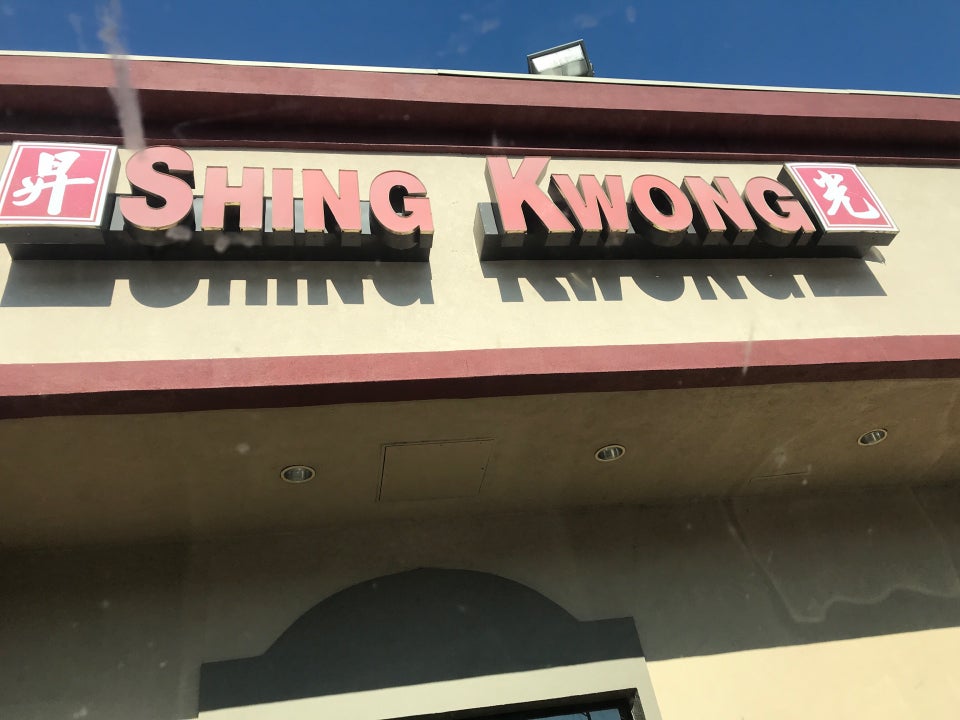 昇 SHING KWONG 光